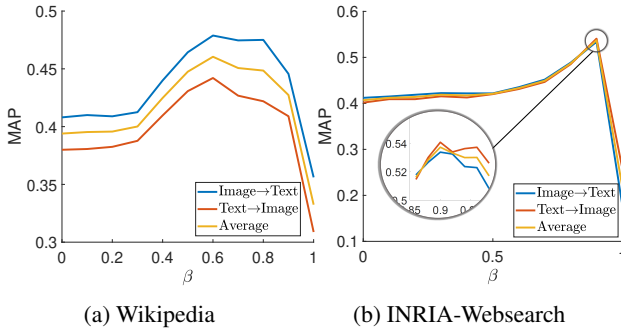 0.5
0.45
0.4
0.35
0.3
MAP
0 0.2 0.4 0.6 0.8 1
β
Image→Text
Text→Image
Average
(a) Wikipedia
0.6
0.5
0.4
0.3
0.2
0.1
MAP
0 0.5
β
0.54
0.52
0.5
85 0.9
Image→Text
Text→Image
Average
(b) INRIA-Websearch